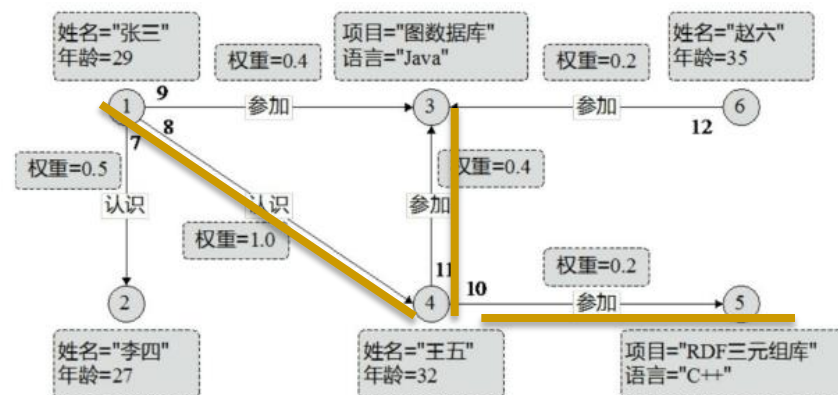 姓名="张三"
年龄=29
权重=0.4
项目="图数据库"
语言="Java"
权重=0.2
姓名="赵六"
年龄=35
1
9
参加
3
参加
6
7
8
12
权重=0.5
权重=0.4
认识
认识
参加
权重=1.0
11
10
权重=0.2
2
4
参加
5
姓名="李四"
年龄=27
姓名="王五"
年龄=32
项目="RDF三元组库"
语言="C++"